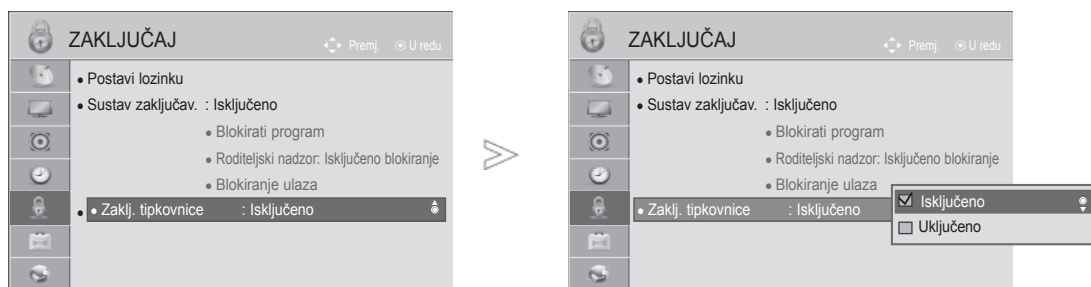 ZAKLJUČAJ
Premj. U redu
• Postavi lozinku
• Sustav zaključav. : Isključeno
• Blokirati program
• Roditeljski nadzor: Isključeno blokiranje
• Blokiranje ulaza
• • Zaklj. tipkovnice : Isključeno
ZAKLJUČAJ
Premj. U redu
• Postavi lozinku
• Sustav zaključav. : Isključeno
• Blokirati program
• Roditeljski nadzor: Isključeno blokiranje
• Blokiranje ulaza
• Zaklj. tipkovnice : Isključeno
Isključeno
Uključeno